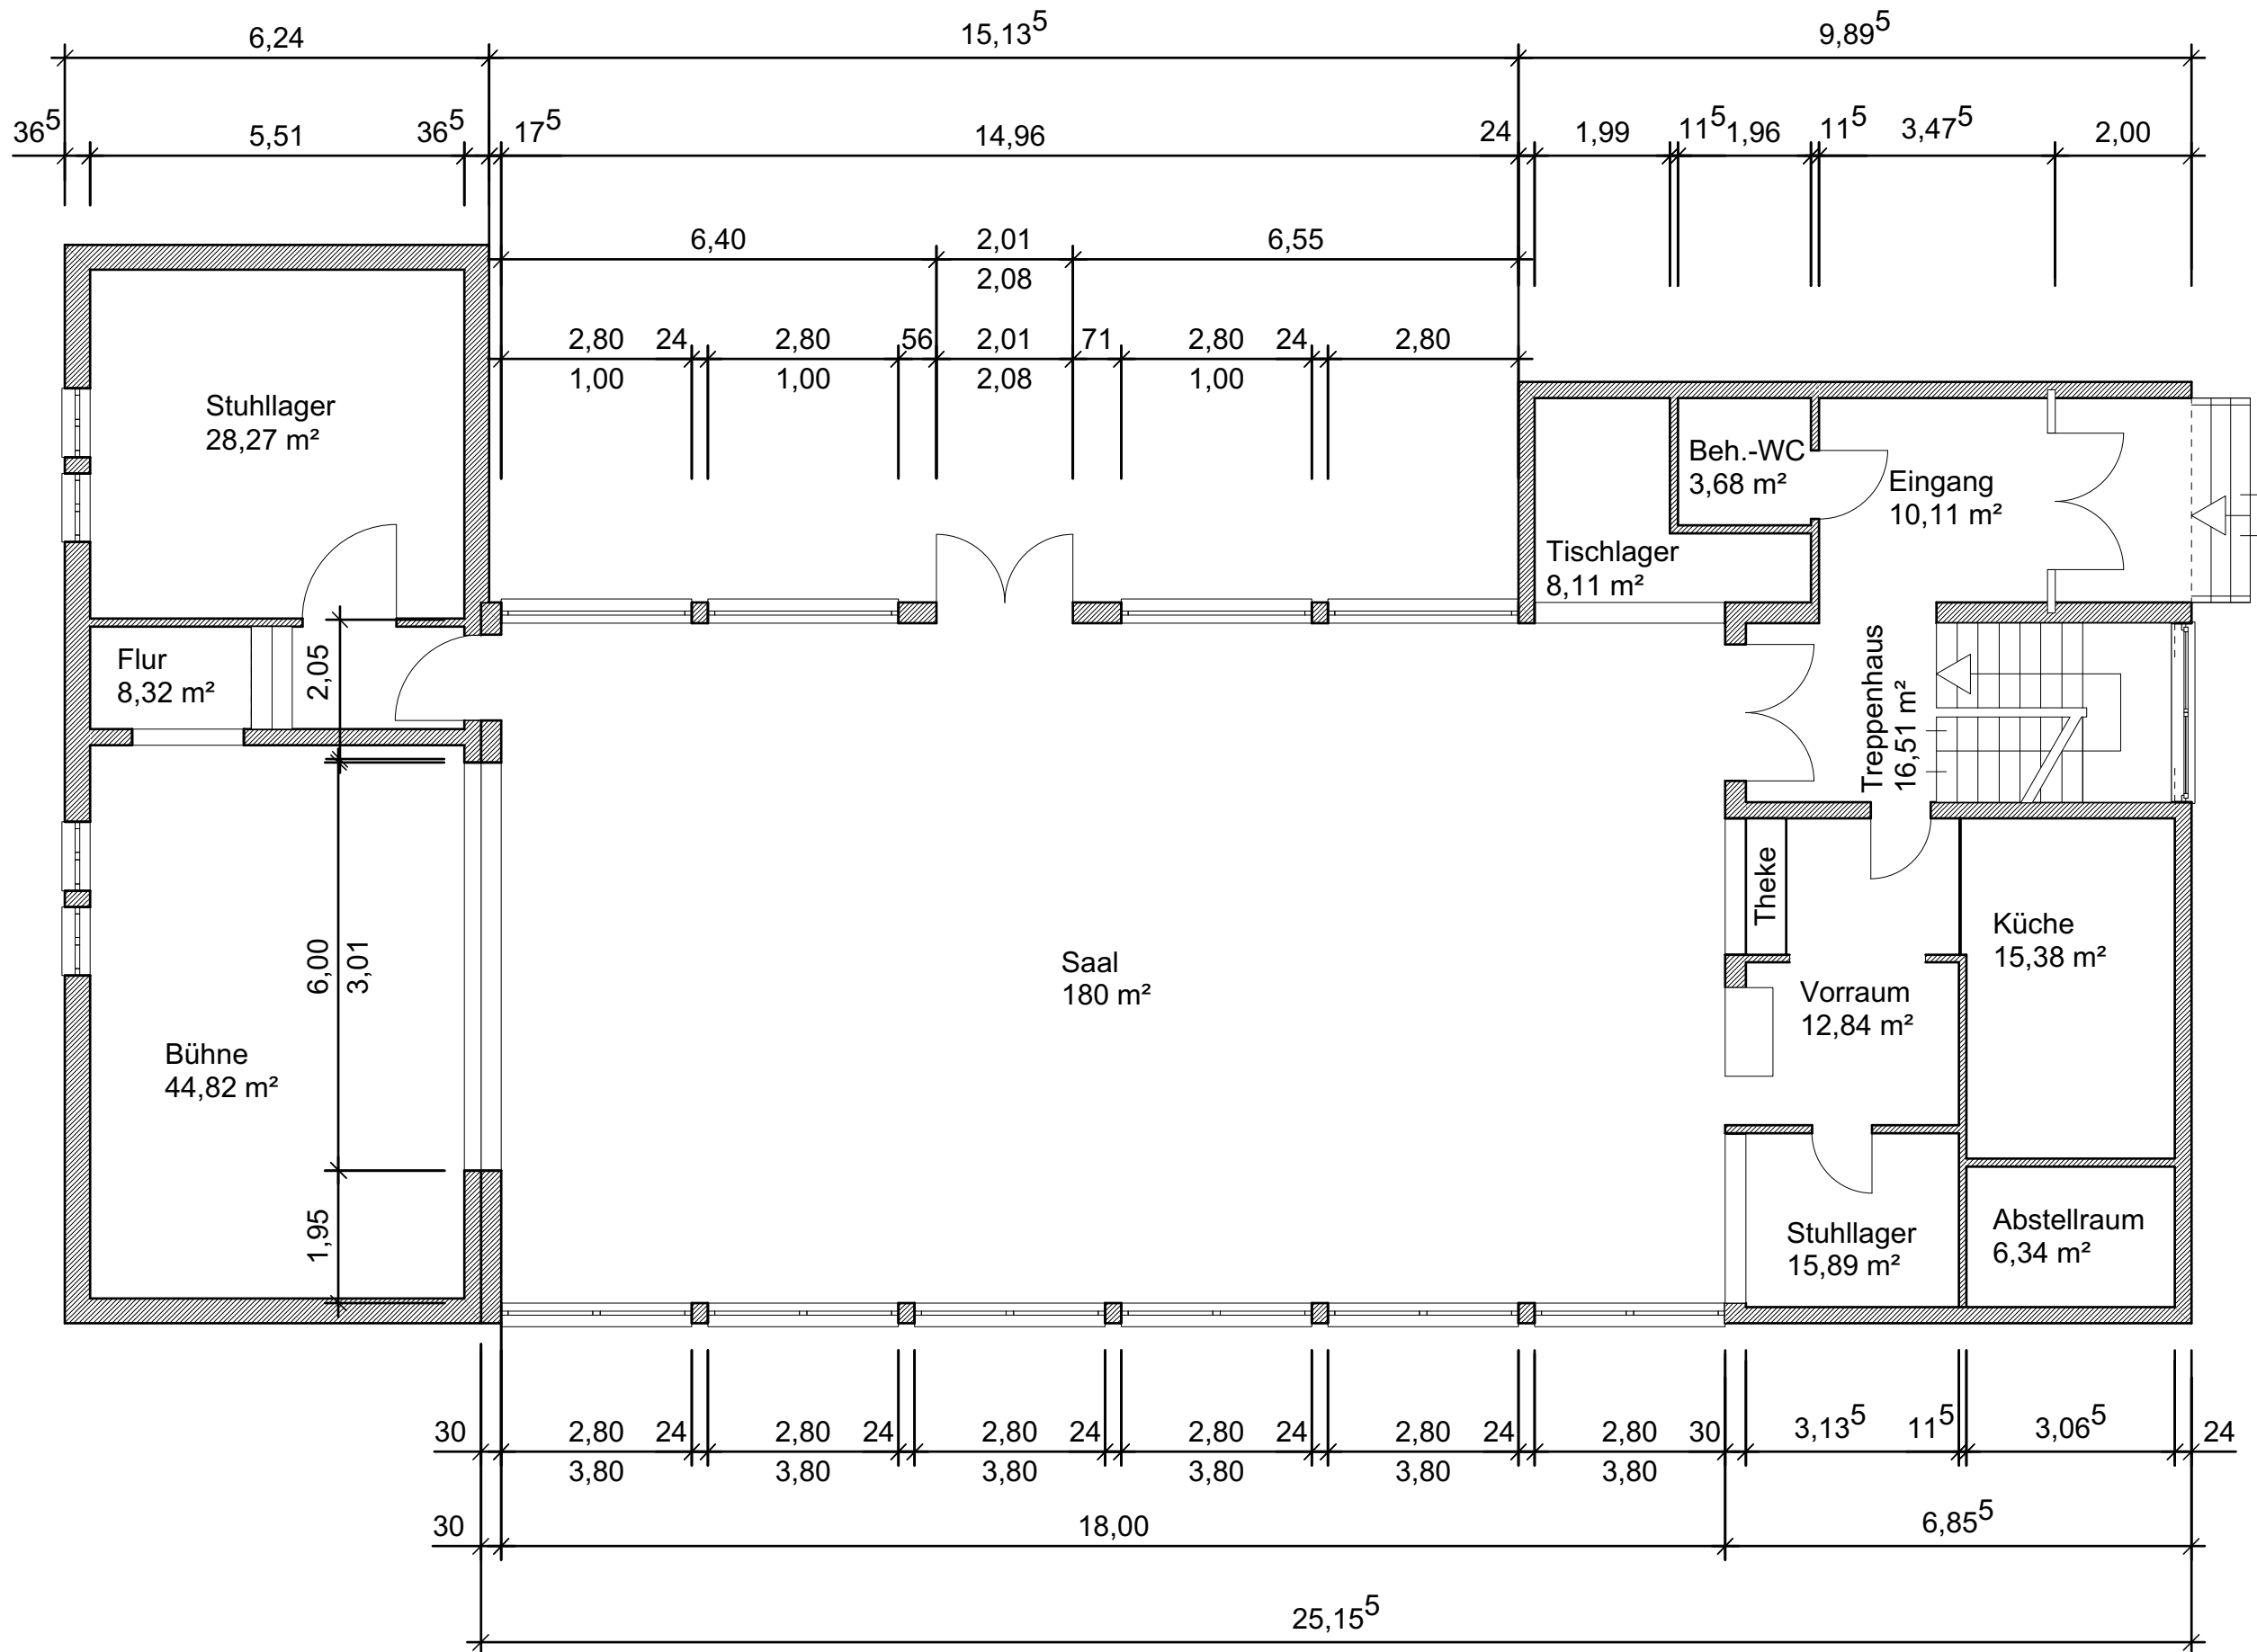 6,24
15,13⁵
9,89⁵
36⁵
5,51
36⁵
17⁵
14,96
24
1,99
11⁵
1,96
11⁵
3,47⁵
2,00
6,40
2,01
6,55
2,08
2,80
24
2,80
56
2,01
71
2,80
24
2,80
1,00
1,00
2,08
1,00
Stuhllager
28,27 m²
Beh.-WC
3,68 m²
Eingang
10,11 m²
Tischlager
8,11 m²
Flur
8,32 m²
2,05
Treppenhaus
16,51 m²
Theke
Küche
15,38 m²
6,00
3,01
Saal
180 m²
Vorraum
12,84 m²
Bühne
44,82 m²
1,95
Stuhllager
15,89 m²
Abstellraum
6,34 m²
30
2,80
24
2,80
24
2,80
24
2,80
24
2,80
24
2,80
30
3,13⁵
11⁵
3,06⁵
24
3,80
3,80
3,80
3,80
3,80
3,80
30
18,00
6,85⁵
25,15⁵